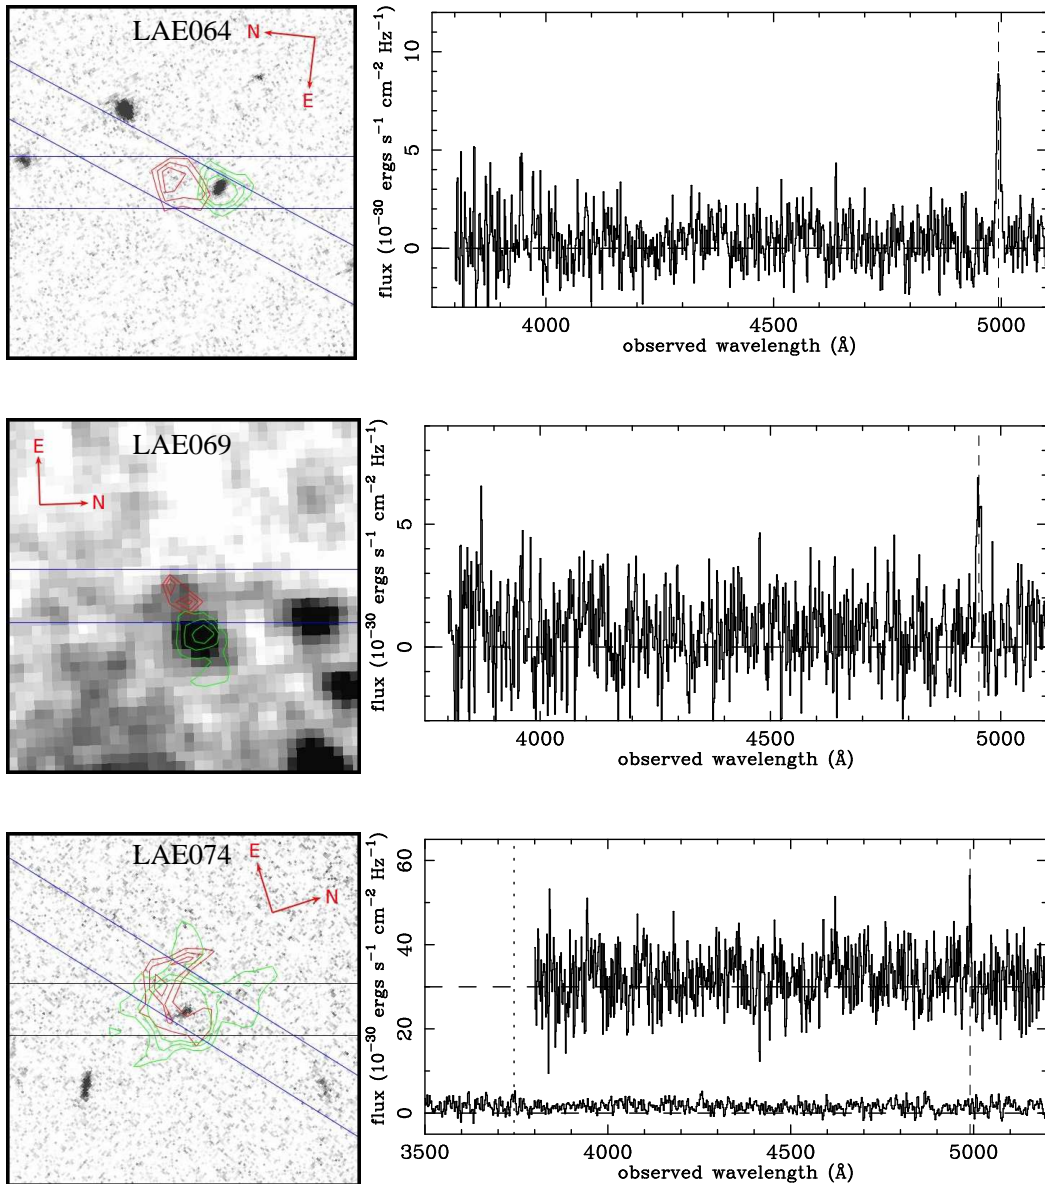 LAE064
N
E
10
5
0
flux (10⁻³⁰ ergs s⁻¹ cm⁻² Hz⁻¹)
4000 4500 5000
observed wavelength (Å)
LAE069
E
N
5
0
flux (10⁻³⁰ ergs s⁻¹ cm⁻² Hz⁻¹)
4000 4500 5000
observed wavelength (Å)
LAE074
E
N
60
40
20
0
flux (10⁻³⁰ ergs s⁻¹ cm⁻² Hz⁻¹)
3500 4000 4500 5000
observed wavelength (Å)